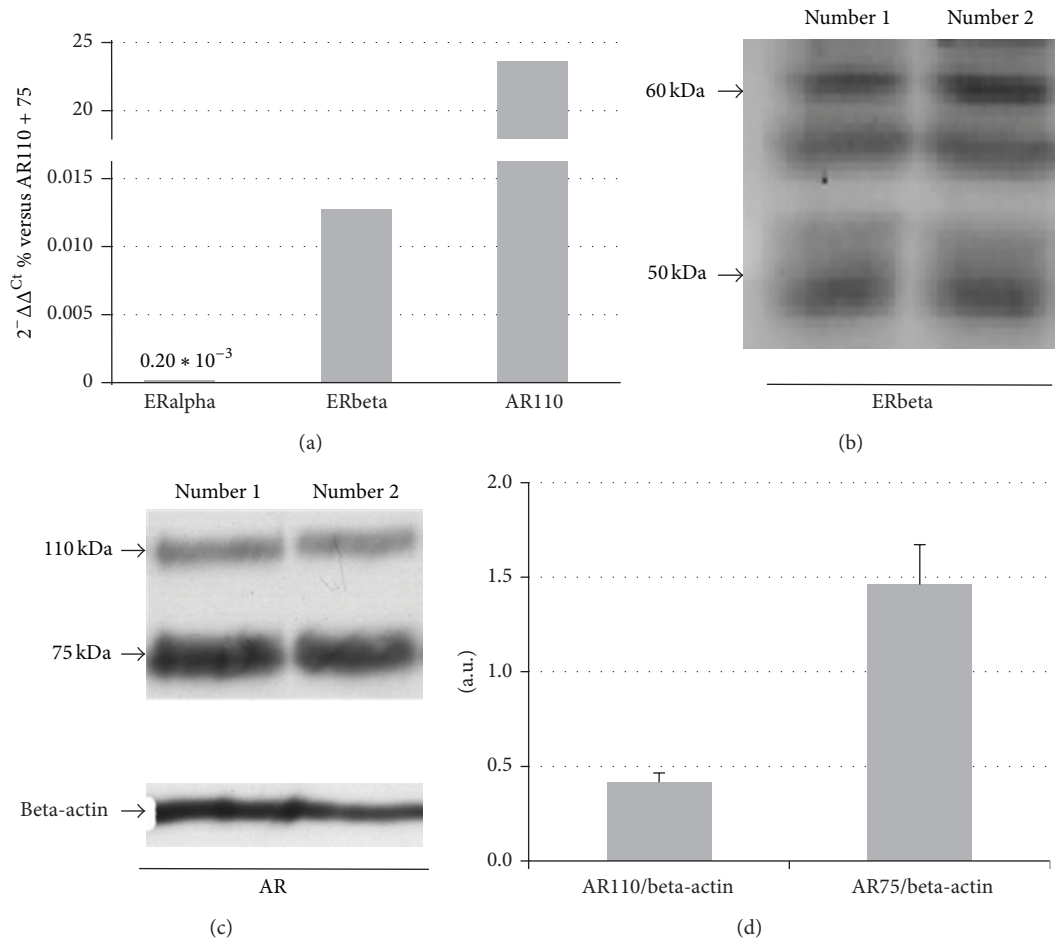 2⁻ ΔΔ^Ct % versus AR110 + 75
25
20
0.015
0.010
0.005
0
0.20 ∗ 10⁻³
ERalpha ERbeta AR110
(a)
Number 1 Number 2
60 kDa
50 kDa
ERbeta
(b)
Number 1 Number 2
110 kDa
75 kDa
Beta-actin
AR
(c)
(a.u.)
2.0
1.5
1.0
0.5
0.0
AR110/beta-actin AR75/beta-actin
(d)